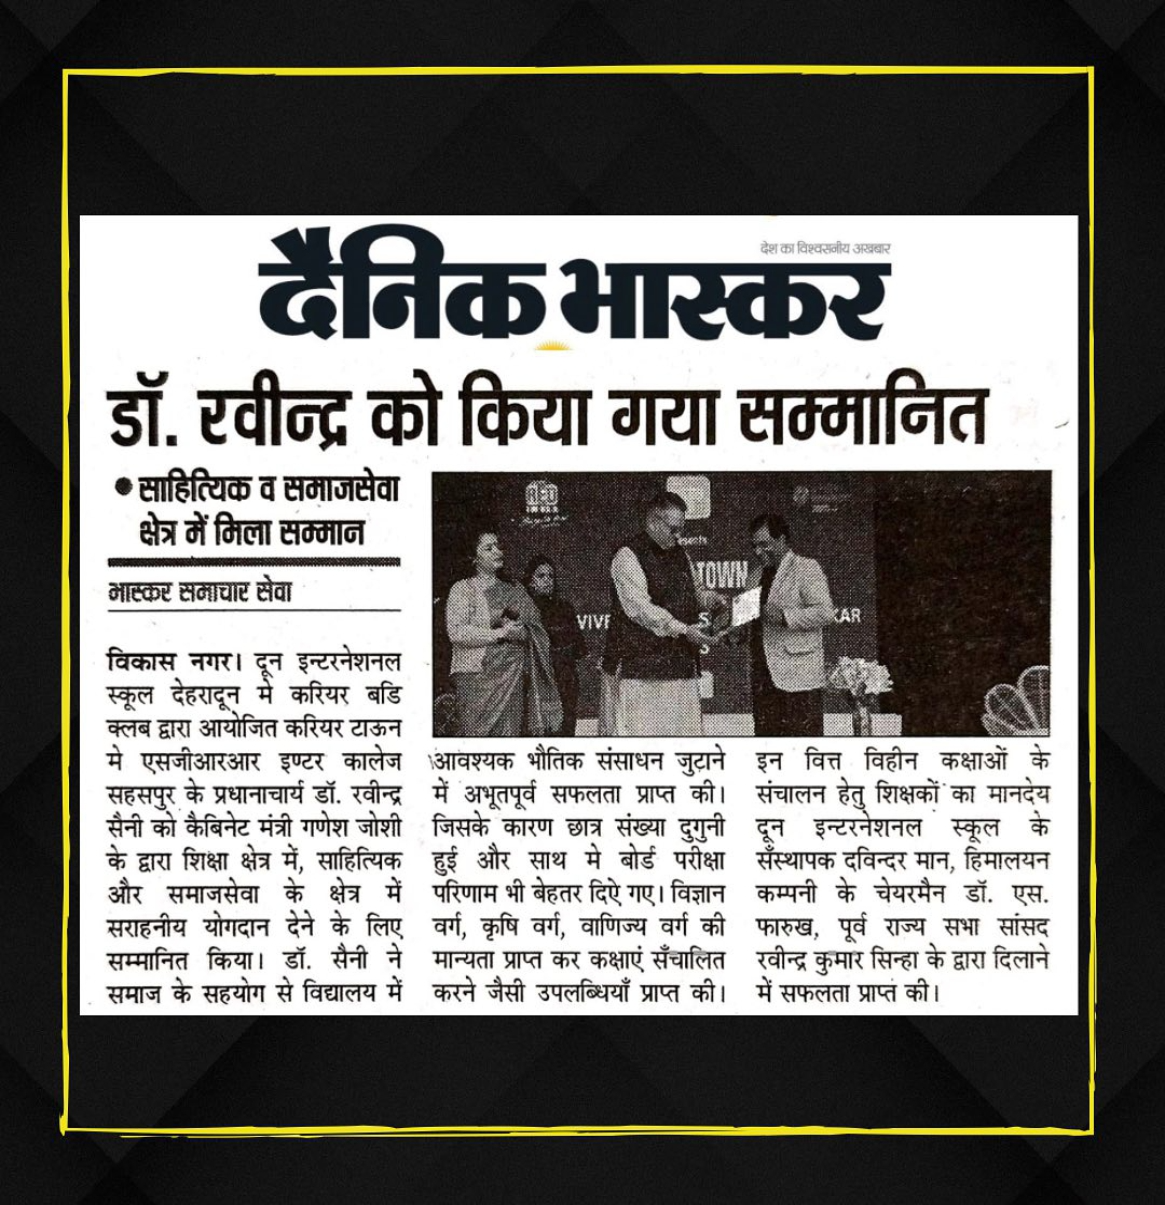 देश का विश्वसनीय अखबार
दैनिक भास्कर
डॉ. रवीन्द्र को किया गया सम्मानित
• साहित्यिक व समाजसेवा
क्षेत्र में मिला सम्मान
भास्कर समाचार सेवा
विकास नगर। दून इन्टरनेशनल
स्कूल देहरादून मे करियर बडि
क्लब द्वारा आयोजित करियर टाऊन
मे एसजीआरआर इण्टर कालेज
सहसपुर के प्रधानाचार्य डॉ. रवीन्द्र
सैनी को कैबिनेट मंत्री गणेश जोशी
के द्वारा शिक्षा क्षेत्र में, साहित्यिक
और समाजसेवा के क्षेत्र में
सराहनीय योगदान देने के लिए
सम्मानित किया। डॉ. सैनी ने
समाज के सहयोग से विद्यालय में
TOWN
VIVE
KAR
आवश्यक भौतिक संसाधन जुटाने
में अभूतपूर्व सफलता प्राप्त की।
जिसके कारण छात्र संख्या दुगुनी
हुई और साथ मे बोर्ड परीक्षा
परिणाम भी बेहतर दिऐ गए। विज्ञान
वर्ग, कृषि वर्ग, वाणिज्य वर्ग की
मान्यता प्राप्त कर कक्षाएं सँचालित
करने जैसी उपलब्धियाँ प्राप्त की।
इन वित्त विहीन कक्षाओं के
संचालन हेतु शिक्षकों का मानदेय
दून इन्टरनेशनल स्कूल के
सँस्थापक दविन्दर मान, हिमालयन
कम्पनी के चेयरमैन डॉ. एस.
फारुख, पूर्व राज्य सभा सांसद
रवीन्द्र कुमार सिन्हा के द्वारा दिलाने
में सफलता प्राप्त की।